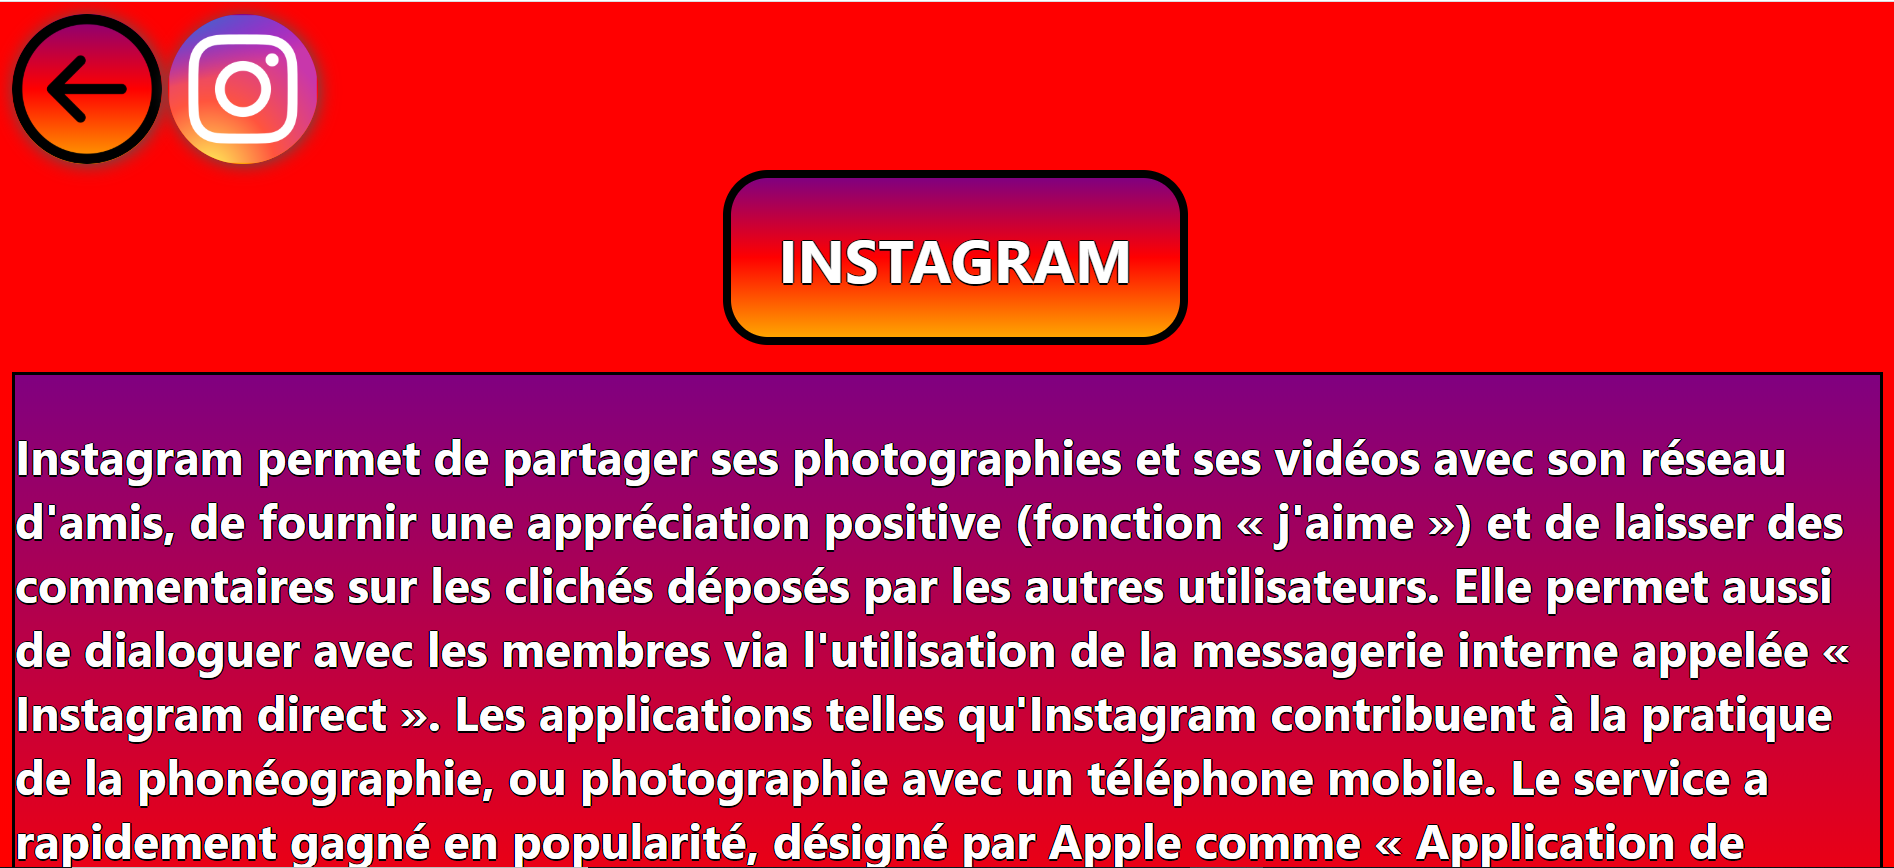 INSTAGRAM
Instagram permet de partager ses photographies et ses vidéos avec son réseau
d'amis, de fournir une appréciation positive (fonction « j'aime ») et de laisser des
commentaires sur les clichés déposés par les autres utilisateurs. Elle permet aussi
de dialoguer avec les membres via l'utilisation de la messagerie interne appelée «
Instagram direct ». Les applications telles qu'Instagram contribuent à la pratique
de la phonéographie, ou photographie avec un téléphone mobile. Le service a
rapidement gagné en popularité, désigné par Apple comme « Application de